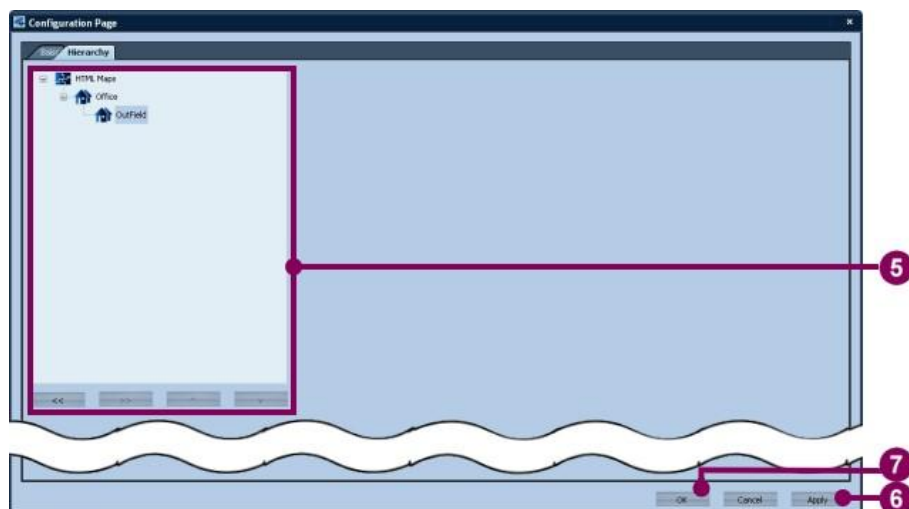 Configuration Page
×
Hierarchy
HTML Maps
Office
OutField
5
<< >> ^ v
7
OK Cancel Apply 6